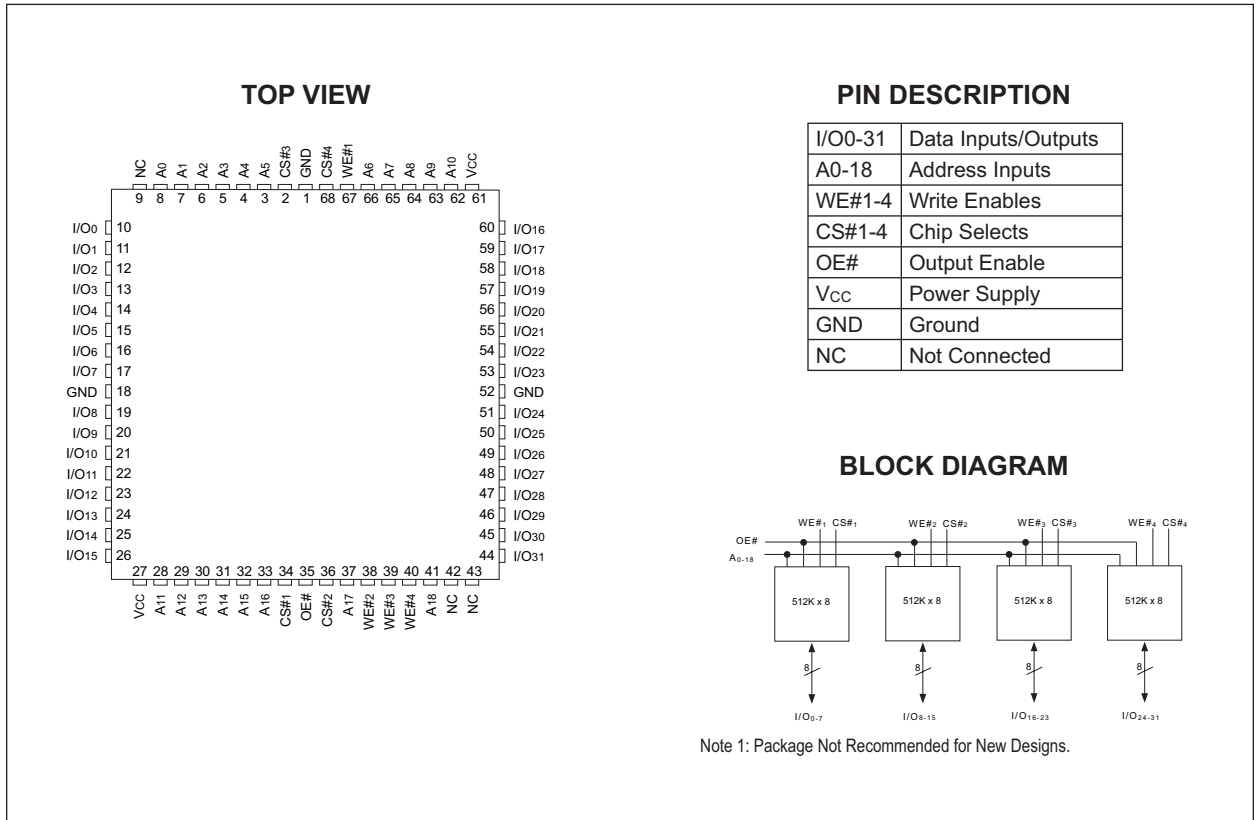 TOP VIEW
NC A0 A1 A2 A3 A4 A5 CS#3 GND CS#4 WE#1 A6 A7 A8 A9 A10 VCC
9 8 7 6 5 4 3 2 1 68 67 66 65 64 63 62 61
I/O0 10 60 I/O16
I/O1 11 59 I/O17
I/O2 12 58 I/O18
I/O3 13 57 I/O19
I/O4 14 56 I/O20
I/O5 15 55 I/O21
I/O6 16 54 I/O22
I/O7 17 53 I/O23
GND 18 52 GND
I/O8 19 51 I/O24
I/O9 20 50 I/O25
I/O10 21 49 I/O26
I/O11 22 48 I/O27
I/O12 23 47 I/O28
I/O13 24 46 I/O29
I/O14 25 45 I/O30
I/O15 26 44 I/O31
27 28 29 30 31 32 33 34 35 36 37 38 39 40 41 42 43
VCC A11 A12 A13 A14 A15 A16 CS#1 OE# CS#2 A17 WE#2 WE#3 WE#4 A18 NC NC
PIN DESCRIPTION
I/O0-31 Data Inputs/Outputs
A0-18 Address Inputs
WE#1-4 Write Enables
CS#1-4 Chip Selects
OE# Output Enable
VCC Power Supply
GND Ground
NC Not Connected
BLOCK DIAGRAM
WE#1 CS#1 WE#2 CS#2 WE#3 CS#3 WE#4 CS#4
OE#
A0-18
512K x 8 512K x 8 512K x 8 512K x 8
8 8 8 8
I/O0-7 I/O8-15 I/O16-23 I/O24-31
Note 1: Package Not Recommended for New Designs.